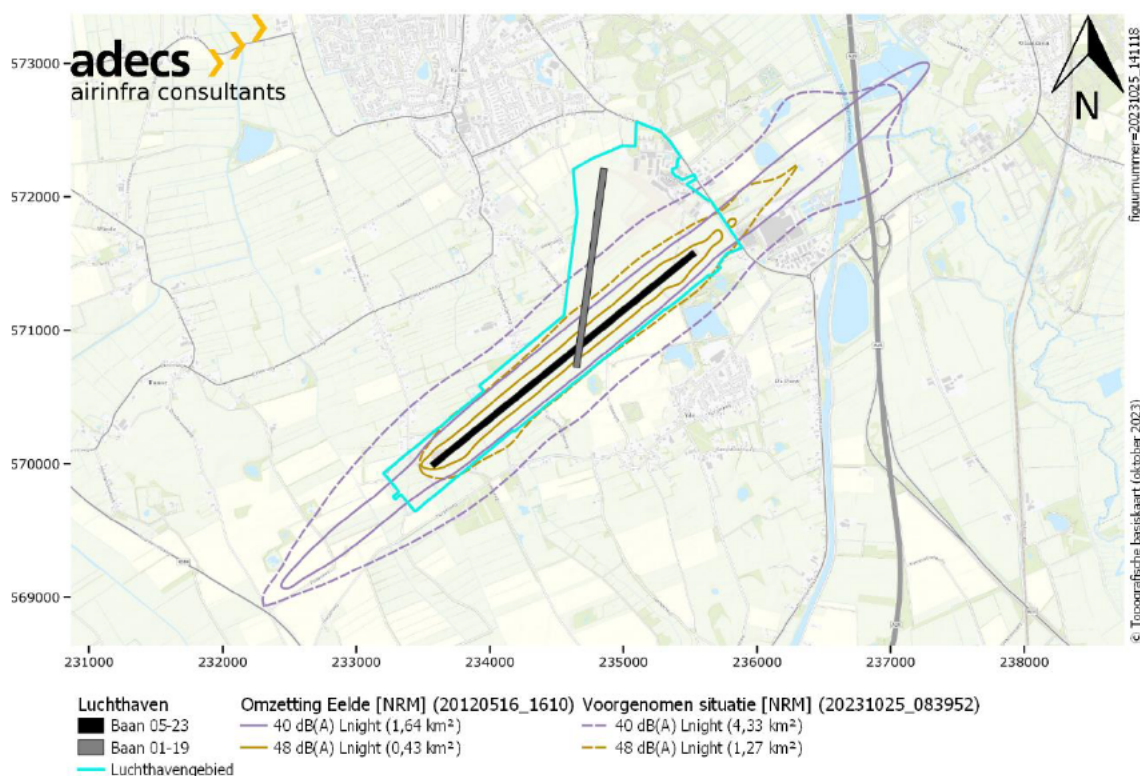 adecs
airinfra consultants
N
figuurnummer=20231025_141118
© Topografische basiskaart (oktober 2023)
573000
572000
571000
570000
569000
231000 232000 233000 234000 235000 236000 237000 238000
Luchthaven
Baan 05-23
Baan 01-19
Luchthavengebied
Omzetting Eelde [NRM] (20120516_1610)
40 dB(A) Lnight (1,64 km²)
48 dB(A) Lnight (0,43 km²)
Voorgenomen situatie [NRM] (20231025_083952)
40 dB(A) Lnight (4,33 km²)
48 dB(A) Lnight (1,27 km²)